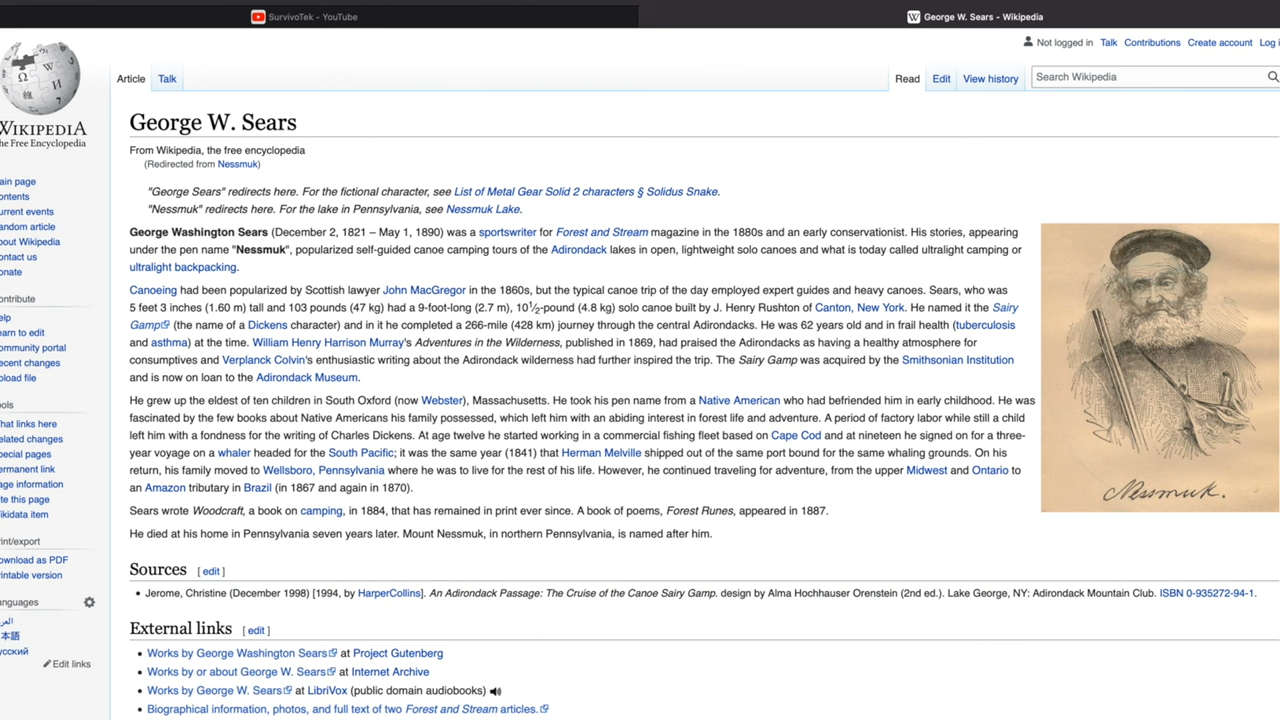 SurvivoTek - YouTube
George W. Sears - Wikipedia
Not logged in Talk Contributions Create account Log i
Article Talk
Read Edit View history Search Wikipedia
WIKIPEDIA
he Free Encyclopedia
ain page
ontents
urrent events
andom article
bout Wikipedia
ontact us
onate
ontribute
elp
earn to edit
ommunity portal
ecent changes
pload file
ools
hat links here
elated changes
pecial pages
ermanent link
age information
ite this page
ikidata item
rint/export
ownload as PDF
rintable version
anguages
العر
本語
усский
Edit links
George W. Sears
From Wikipedia, the free encyclopedia
(Redirected from Nessmuk)
"George Sears" redirects here. For the fictional character, see List of Metal Gear Solid 2 characters § Solidus Snake.
"Nessmuk" redirects here. For the lake in Pennsylvania, see Nessmuk Lake.
George Washington Sears (December 2, 1821 – May 1, 1890) was a sportswriter for Forest and Stream magazine in the 1880s and an early conservationist. His stories, appearing
under the pen name "Nessmuk", popularized self-guided canoe camping tours of the Adirondack lakes in open, lightweight solo canoes and what is today called ultralight camping or
ultralight backpacking.
Canoeing had been popularized by Scottish lawyer John MacGregor in the 1860s, but the typical canoe trip of the day employed expert guides and heavy canoes. Sears, who was
5 feet 3 inches (1.60 m) tall and 103 pounds (47 kg) had a 9-foot-long (2.7 m), 10 1/2-pound (4.8 kg) solo canoe built by J. Henry Rushton of Canton, New York. He named it the Sairy
Gamp (the name of a Dickens character) and in it he completed a 266-mile (428 km) journey through the central Adirondacks. He was 62 years old and in frail health (tuberculosis
and asthma) at the time. William Henry Harrison Murray's Adventures in the Wilderness, published in 1869, had praised the Adirondacks as having a healthy atmosphere for
consumptives and Verplanck Colvin's enthusiastic writing about the Adirondack wilderness had further inspired the trip. The Sairy Gamp was acquired by the Smithsonian Institution
and is now on loan to the Adirondack Museum.
He grew up the eldest of ten children in South Oxford (now Webster), Massachusetts. He took his pen name from a Native American who had befriended him in early childhood. He was
fascinated by the few books about Native Americans his family possessed, which left him with an abiding interest in forest life and adventure. A period of factory labor while still a child
left him with a fondness for the writing of Charles Dickens. At age twelve he started working in a commercial fishing fleet based on Cape Cod and at nineteen he signed on for a three-
year voyage on a whaler headed for the South Pacific; it was the same year (1841) that Herman Melville shipped out of the same port bound for the same whaling grounds. On his
return, his family moved to Wellsboro, Pennsylvania where he was to live for the rest of his life. However, he continued traveling for adventure, from the upper Midwest and Ontario to
an Amazon tributary in Brazil (in 1867 and again in 1870).
Sears wrote Woodcraft, a book on camping, in 1884, that has remained in print ever since. A book of poems, Forest Runes, appeared in 1887.
He died at his home in Pennsylvania seven years later. Mount Nessmuk, in northern Pennsylvania, is named after him.
Nessmuk.
Sources [ edit ]
Jerome, Christine (December 1998) [1994, by HarperCollins]. An Adirondack Passage: The Cruise of the Canoe Sairy Gamp. design by Alma Hochhauser Orenstein (2nd ed.). Lake George, NY: Adirondack Mountain Club. ISBN 0-935272-94-1.
External links [ edit ]
Works by George Washington Sears at Project Gutenberg
Works by or about George W. Sears at Internet Archive
Works by George W. Sears at LibriVox (public domain audiobooks)
Biographical information, photos, and full text of two Forest and Stream articles.